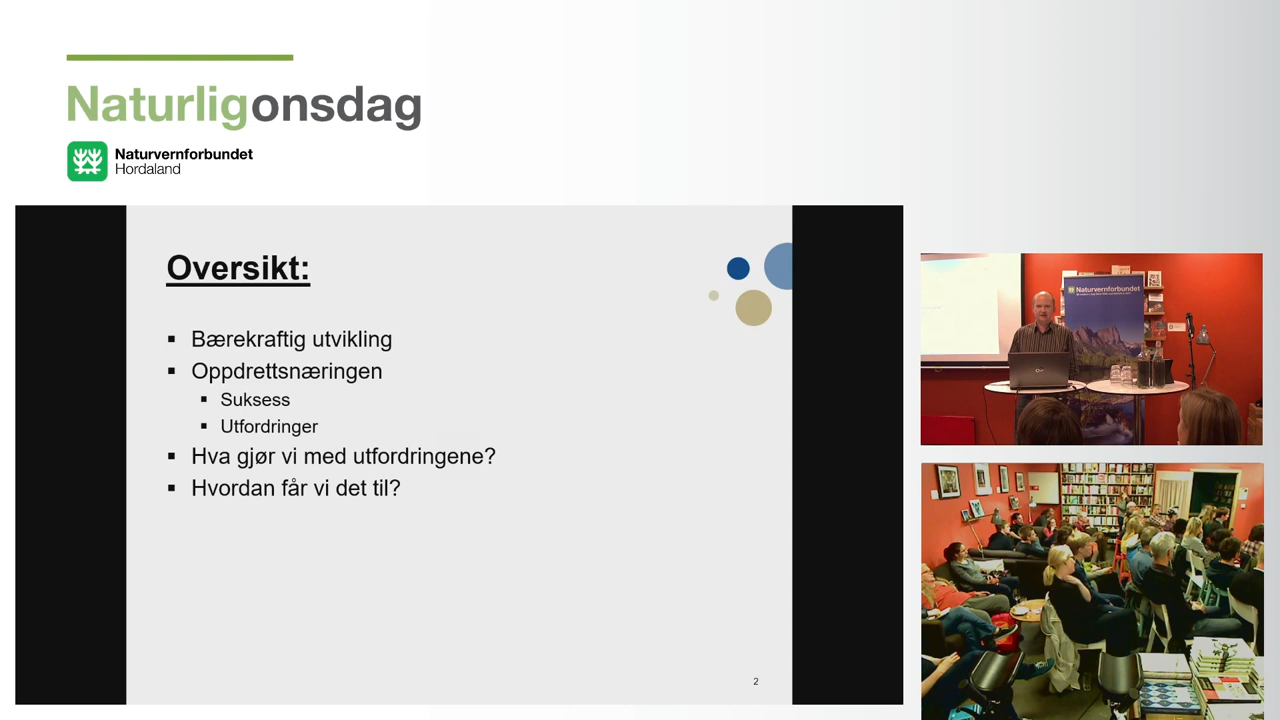 Naturligonsdag
Naturvernforbundet
Hordaland
Oversikt:
▪ Bærekraftig utvikling
▪ Oppdrettsnæringen
▪ Suksess
▪ Utfordringer
▪ Hva gjør vi med utfordringene?
▪ Hvordan får vi det til?
2
Naturvernforbundet